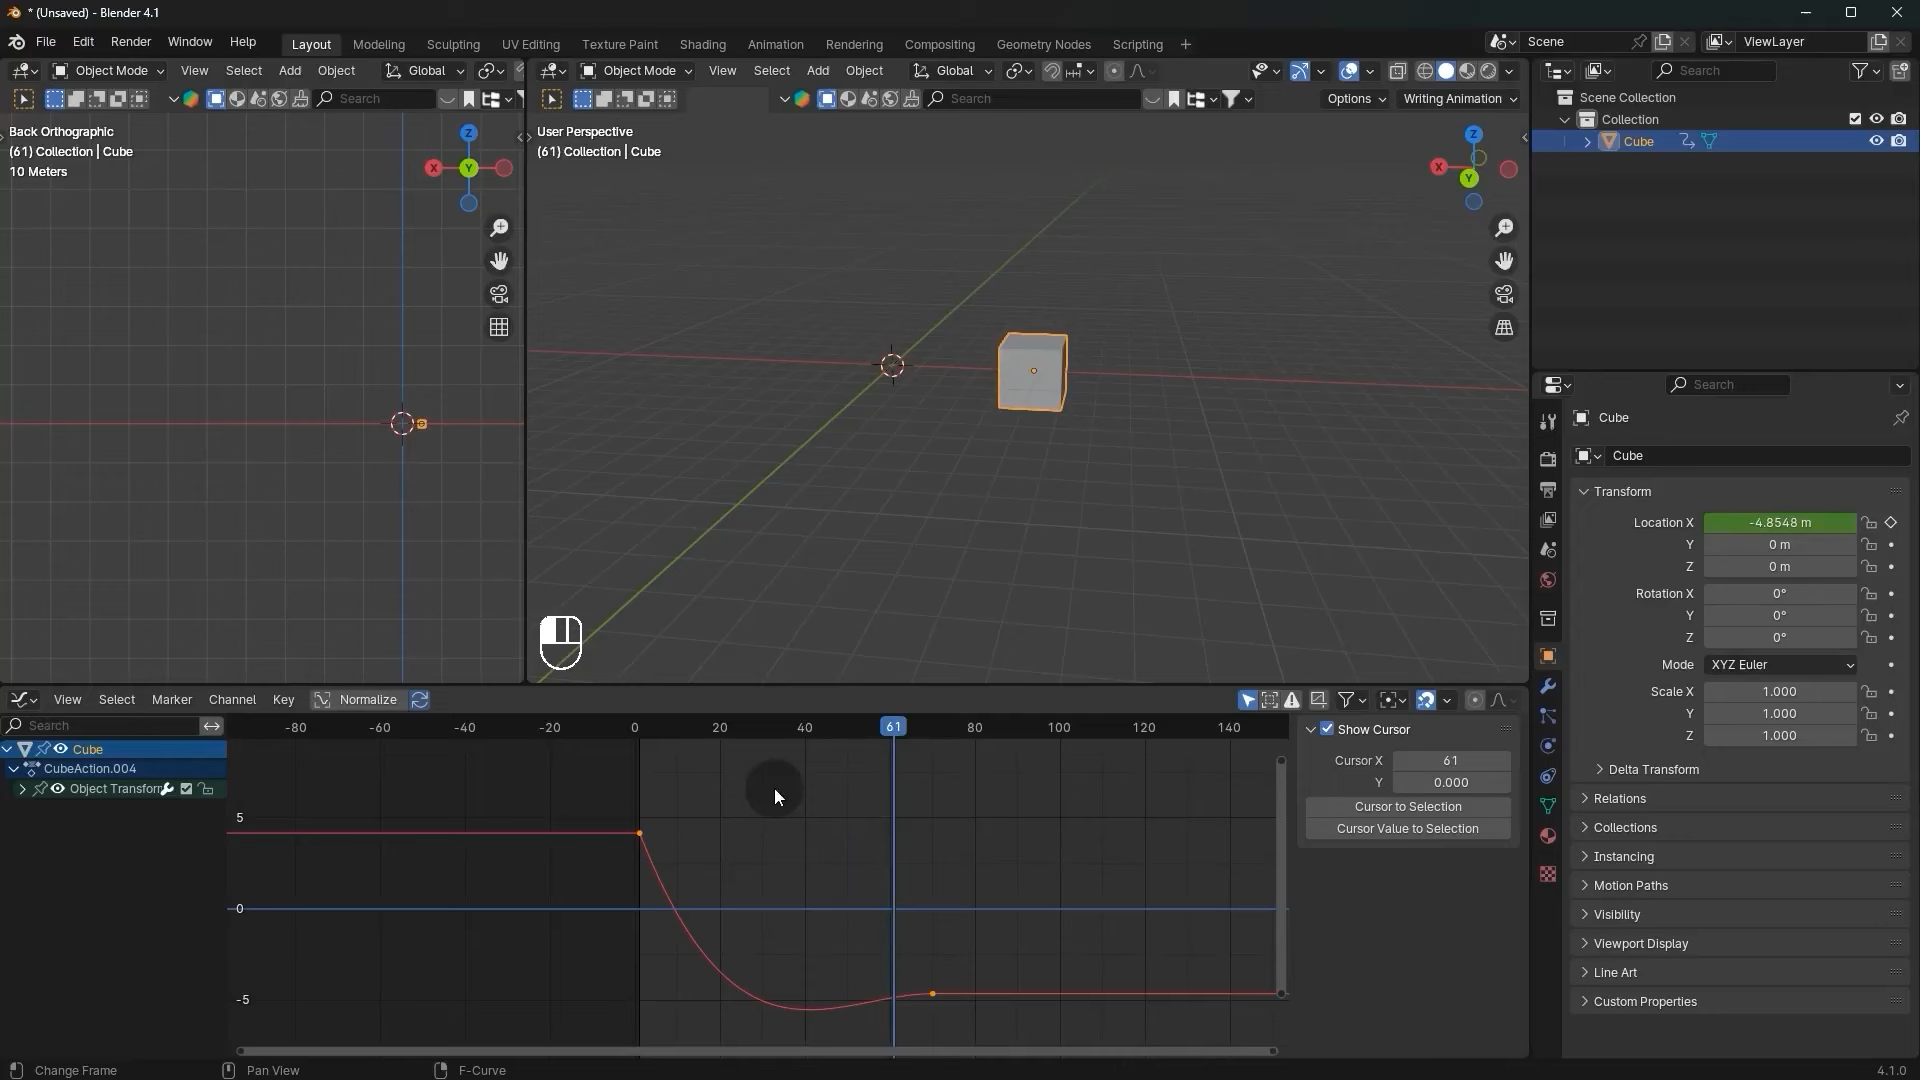 * (Unsaved) - Blender 4.1
File Edit Render Window Help
Layout Modeling Sculpting UV Editing Texture Paint Shading Animation Rendering Compositing Geometry Nodes Scripting +
Scene
ViewLayer
Object Mode View Select Add Object Global
Object Mode View Select Add Object Global
Search
Search
Search
Options Writing Animation
Back Orthographic
(61) Collection | Cube
10 Meters
User Perspective
(61) Collection | Cube
Z
X
Y
Z
X
Y
Scene Collection
Collection
Cube
Search
Cube
Cube
Transform
Location X -4.8548 m
Y 0 m
Z 0 m
Rotation X 0°
Y 0°
Z 0°
Mode XYZ Euler
Scale X 1.000
Y 1.000
Z 1.000
Delta Transform
Relations
Collections
Instancing
Motion Paths
Visibility
Viewport Display
Line Art
Custom Properties
View Select Marker Channel Key Normalize
Search
-80 -60 -40 -20 0 20 40 61 80 100 120 140
Cube
CubeAction.004
Object Transfor
5
0
-5
Show Cursor
Cursor X 61
Y 0.000
Cursor to Selection
Cursor Value to Selection
Change Frame
Pan View
F-Curve
4.1.0